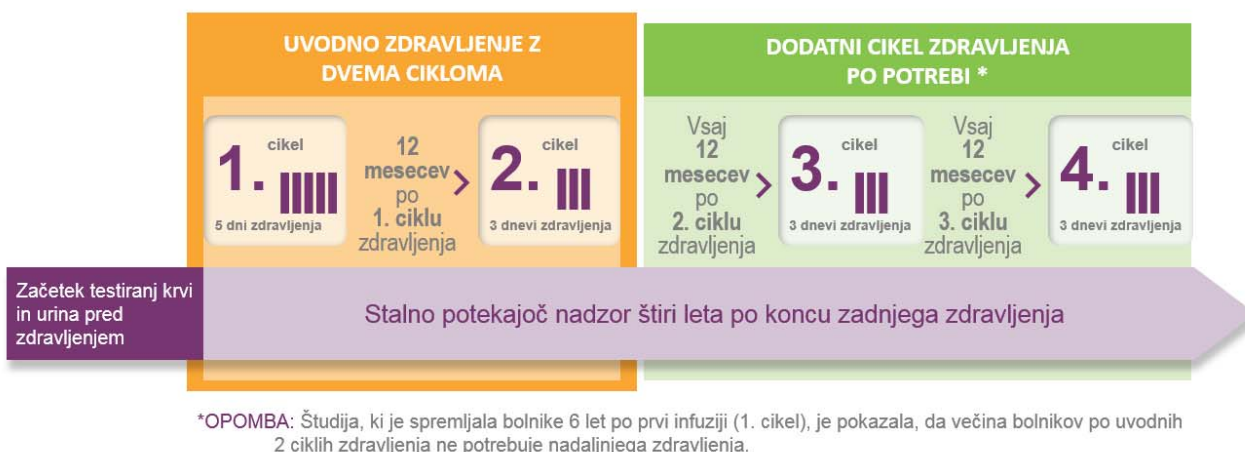 UVODNO ZDRAVLJENJE Z
DVEMA CIKLOMA
DODATNI CIKEL ZDRAVLJENJA
PO POTREBI *
1. cikel
5 dni zdravljenja
12
mesecev
po
1. ciklu
zdravljenja
2. cikel
3 dnevi zdravljenja
Vsaj
12
mesecev
po
2. ciklu
zdravljenja
3. cikel
3 dnevi zdravljenja
Vsaj
12
mesecev
po
3. ciklu
zdravljenja
4. cikel
3 dnevi zdravljenja
Začetek testiranj krvi
in urina pred
zdravljenjem
Stalno potekajoč nadzor štiri leta po koncu zadnjega zdravljenja
*OPOMBA: Študija, ki je spremljala bolnike 6 let po prvi infuziji (1. cikel), je pokazala, da večina bolnikov po uvodnih
2 ciklih zdravljenja ne potrebuje nadaljnjega zdravljenja.